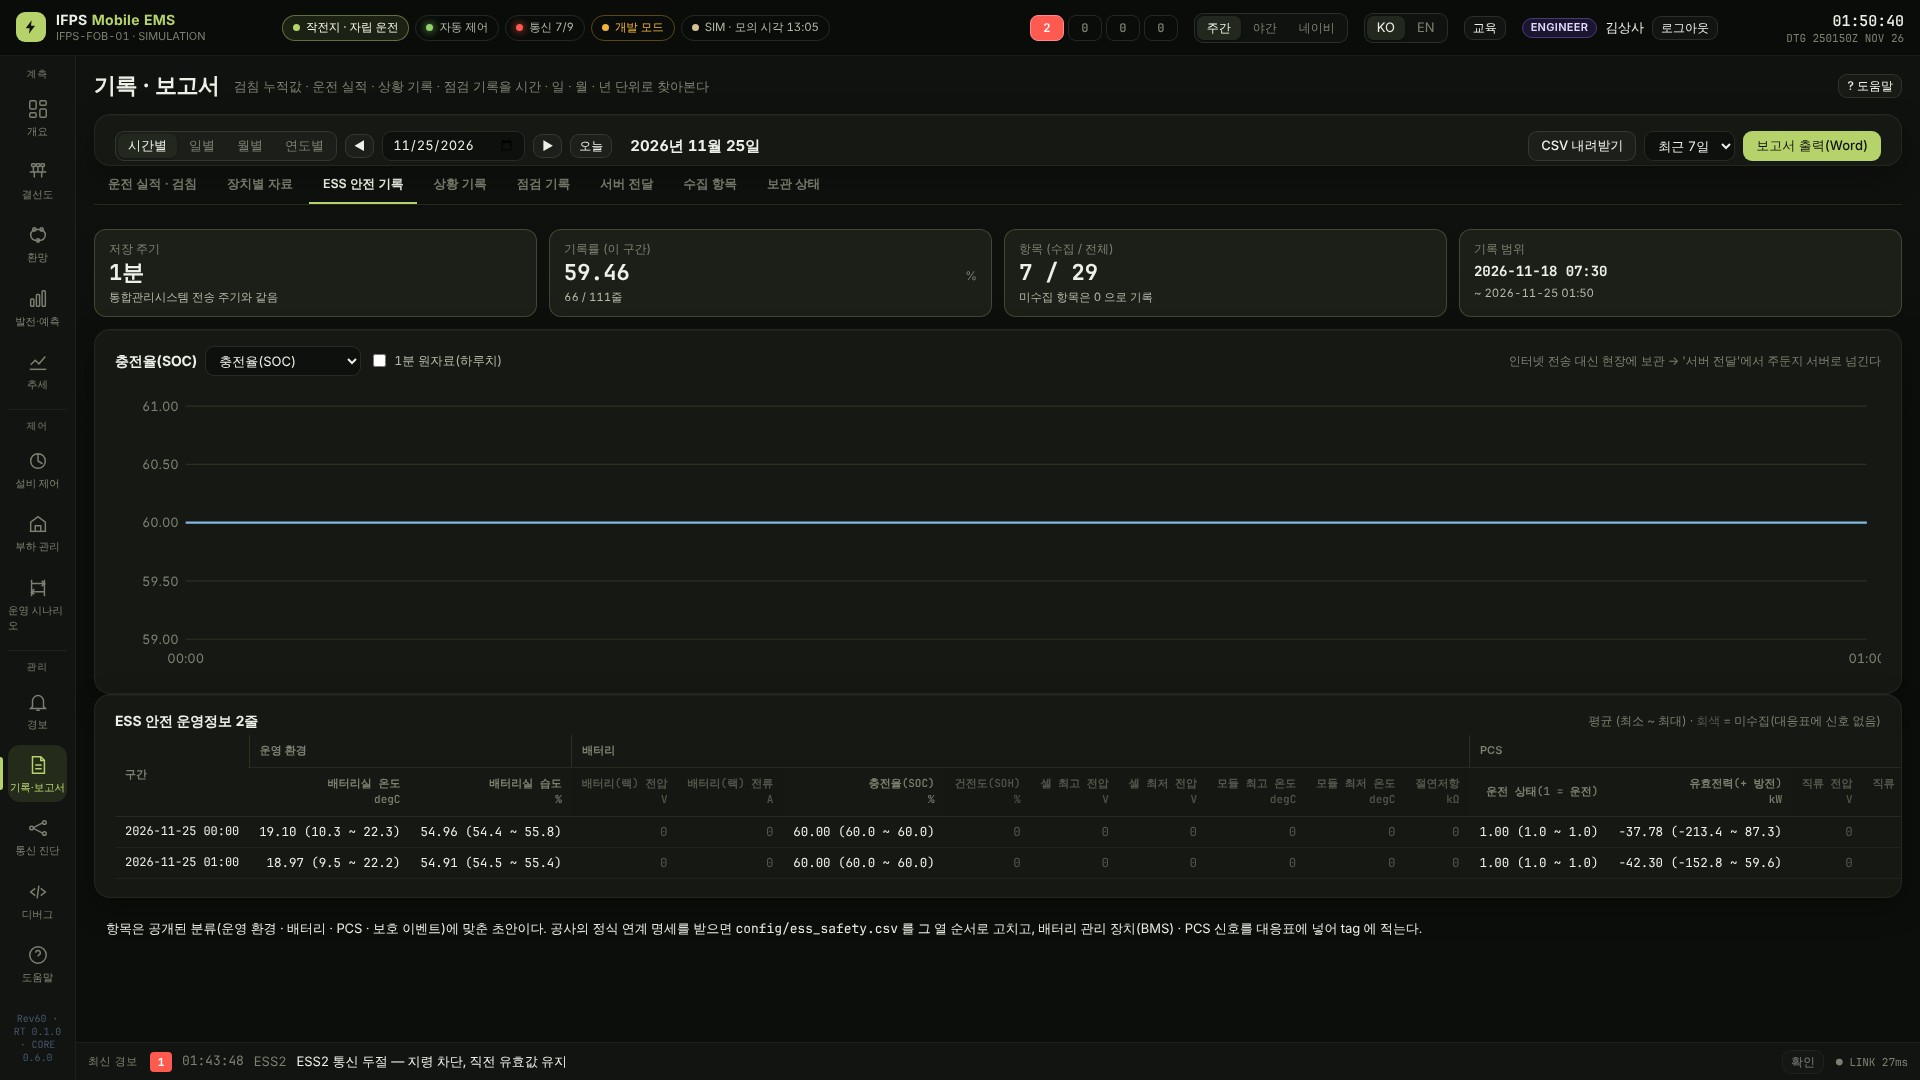 IFPS Mobile EMS
IFPS-FOB-01 · SIMULATION
작전지 · 자립 운전
자동 제어
통신 7/9
개발 모드
SIM · 모의 시각 13:05
2 0 0 0
주간 야간 네이비
KO EN
교육
ENGINEER 김상사 로그아웃
01:50:40
DTG 250150Z NOV 26
계측
개요
결선도
환망
발전·예측
추세
제어
설비 제어
부하 관리
운영 시나리오
관리
경보
기록·보고서
통신 진단
디버그
도움말
Rev60 ·
RT 0.1.0
· CORE
0.6.0
기록 · 보고서 검침 누적값 · 운전 실적 · 상황 기록 · 점검 기록을 시간 · 일 · 월 · 년 단위로 찾아본다
? 도움말
시간별 일별 월별 연도별 ◀ 11/25/2026 ▶ 오늘 2026년 11월 25일
CSV 내려받기 최근 7일 보고서 출력(Word)
운전 실적 · 검침 장치별 자료 ESS 안전 기록 상황 기록 점검 기록 서버 전달 수집 항목 보관 상태
저장 주기
1분
통합관리시스템 전송 주기와 같음
기록률 (이 구간)
59.46 %
66 / 111줄
항목 (수집 / 전체)
7 / 29
미수집 항목은 0 으로 기록
기록 범위
2026-11-18 07:30
~ 2026-11-25 01:50
충전율(SOC) 충전율(SOC) 1분 원자료(하루치)
인터넷 전송 대신 현장에 보관 → '서버 전달'에서 주둔지 서버로 넘긴다
61.00
60.50
60.00
59.50
59.00
00:00 01:00
ESS 안전 운영정보 2줄
평균 (최소 ~ 최대) · 회색 = 미수집(대응표에 신호 없음)
구간 운영 환경 배터리 PCS
배터리실 온도 배터리실 습도 배터리(랙) 전압 배터리(랙) 전류 충전율(SOC) 건전도(SOH) 셀 최고 전압 셀 최저 전압 모듈 최고 온도 모듈 최저 온도 절연저항 운전 상태(1 = 운전) 유효전력(+ 방전) 직류 전압 직류
degC % V A % % V V degC degC kΩ kW V
2026-11-25 00:00 19.10 (10.3 ~ 22.3) 54.96 (54.4 ~ 55.8) 0 0 60.00 (60.0 ~ 60.0) 0 0 0 0 0 0 1.00 (1.0 ~ 1.0) -37.78 (-213.4 ~ 87.3) 0
2026-11-25 01:00 18.97 (9.5 ~ 22.2) 54.91 (54.5 ~ 55.4) 0 0 60.00 (60.0 ~ 60.0) 0 0 0 0 0 0 1.00 (1.0 ~ 1.0) -42.30 (-152.8 ~ 59.6) 0
항목은 공개된 분류(운영 환경 · 배터리 · PCS · 보호 이벤트)에 맞춘 초안이다. 공사의 정식 연계 명세를 받으면 config/ess_safety.csv 를 그 열 순서로 고치고, 배터리 관리 장치(BMS) · PCS 신호를 대응표에 넣어 tag 에 적는다.
최신 경보 1 01:43:48 ESS2 ESS2 통신 두절 — 지령 차단, 직전 유효값 유지
확인
LINK 27ms